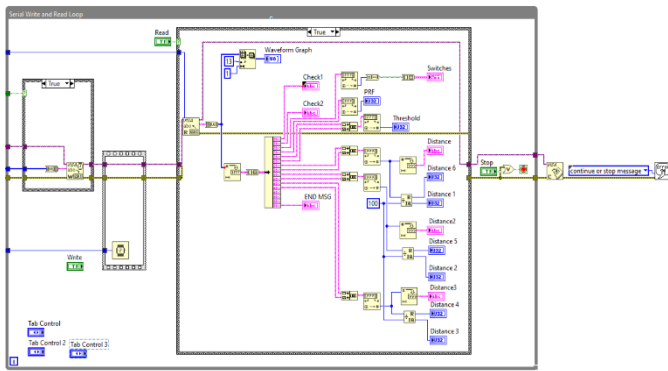 Serial Write and Read Loop
Read
True
Waveform Graph
13
1
Check1
Switches
True
PRF
Check2
Threshold
Distance
Stop
Distance 6
continue or stop message
END MSG
Distance 1
100
Distance2
Distance 5
Write
Distance 2
Distance3
Distance 4
Tab Control
Distance 3
Tab Control 2
Tab Control 3
i